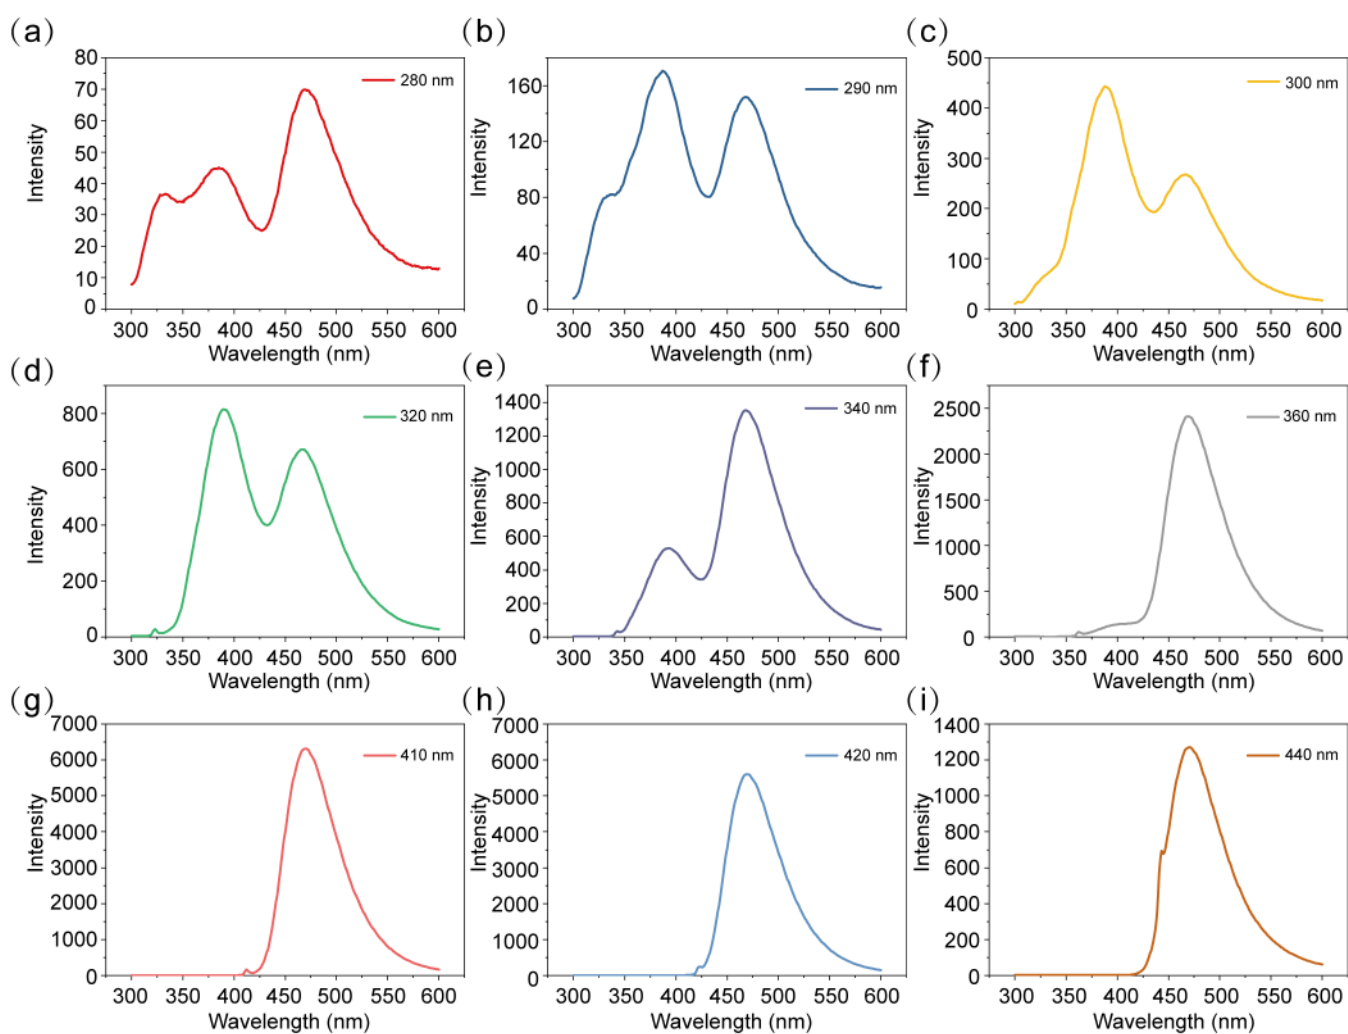 (a)
80
70
60
50
40
30
20
10
0
Intensity
280 nm
300 350 400 450 500 550 600
Wavelength (nm)
(b)
160
120
80
40
0
Intensity
290 nm
300 350 400 450 500 550 600
Wavelength (nm)
(c)
500
400
300
200
100
0
Intensity
300 nm
300 350 400 450 500 550 600
Wavelength (nm)
(d)
800
600
400
200
0
Intensity
320 nm
300 350 400 450 500 550 600
Wavelength (nm)
(e)
1400
1200
1000
800
600
400
200
0
Intensity
340 nm
300 350 400 450 500 550 600
Wavelength (nm)
(f)
2500
2000
1500
1000
500
0
Intensity
360 nm
300 350 400 450 500 550 600
Wavelength (nm)
(g)
7000
6000
5000
4000
3000
2000
1000
0
Intensity
410 nm
300 350 400 450 500 550 600
Wavelength (nm)
(h)
7000
6000
5000
4000
3000
2000
1000
0
Intensity
420 nm
300 350 400 450 500 550 600
Wavelength (nm)
(i)
1400
1200
1000
800
600
400
200
0
Intensity
440 nm
300 350 400 450 500 550 600
Wavelength (nm)